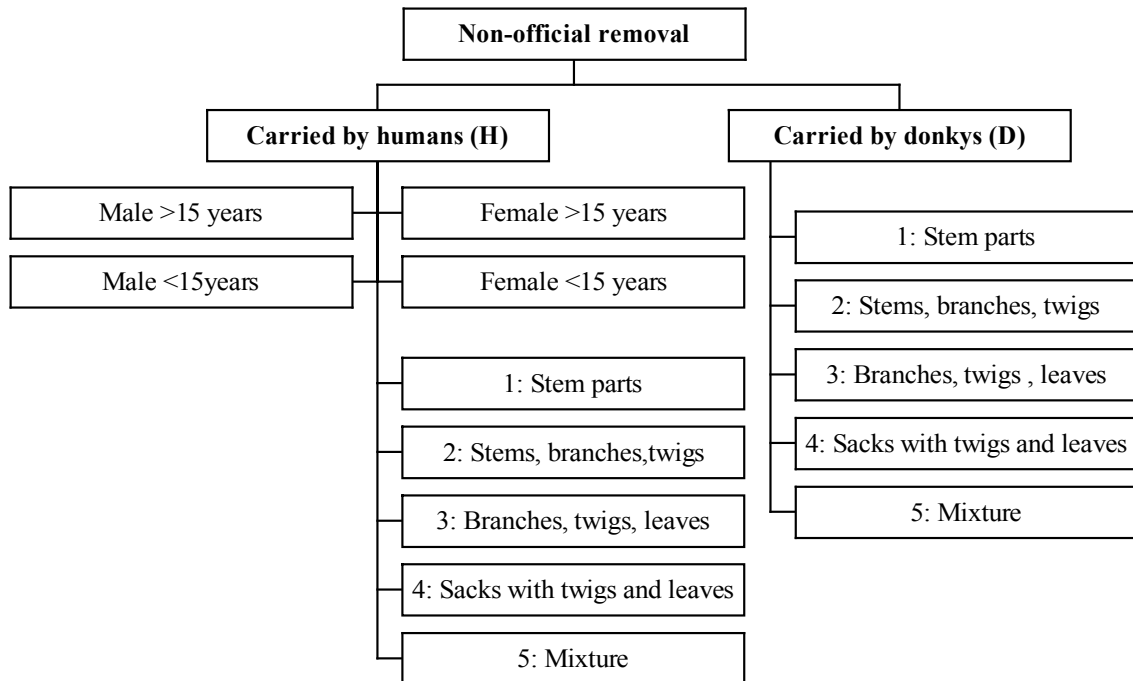 Non-official removal
Carried by humans (H)
Carried by donkys (D)
Male >15 years
Female >15 years
Male <15years
Female <15 years
1: Stem parts
2: Stems, branches,twigs
3: Branches, twigs, leaves
4: Sacks with twigs and leaves
5: Mixture
1: Stem parts
2: Stems, branches, twigs
3: Branches, twigs , leaves
4: Sacks with twigs and leaves
5: Mixture